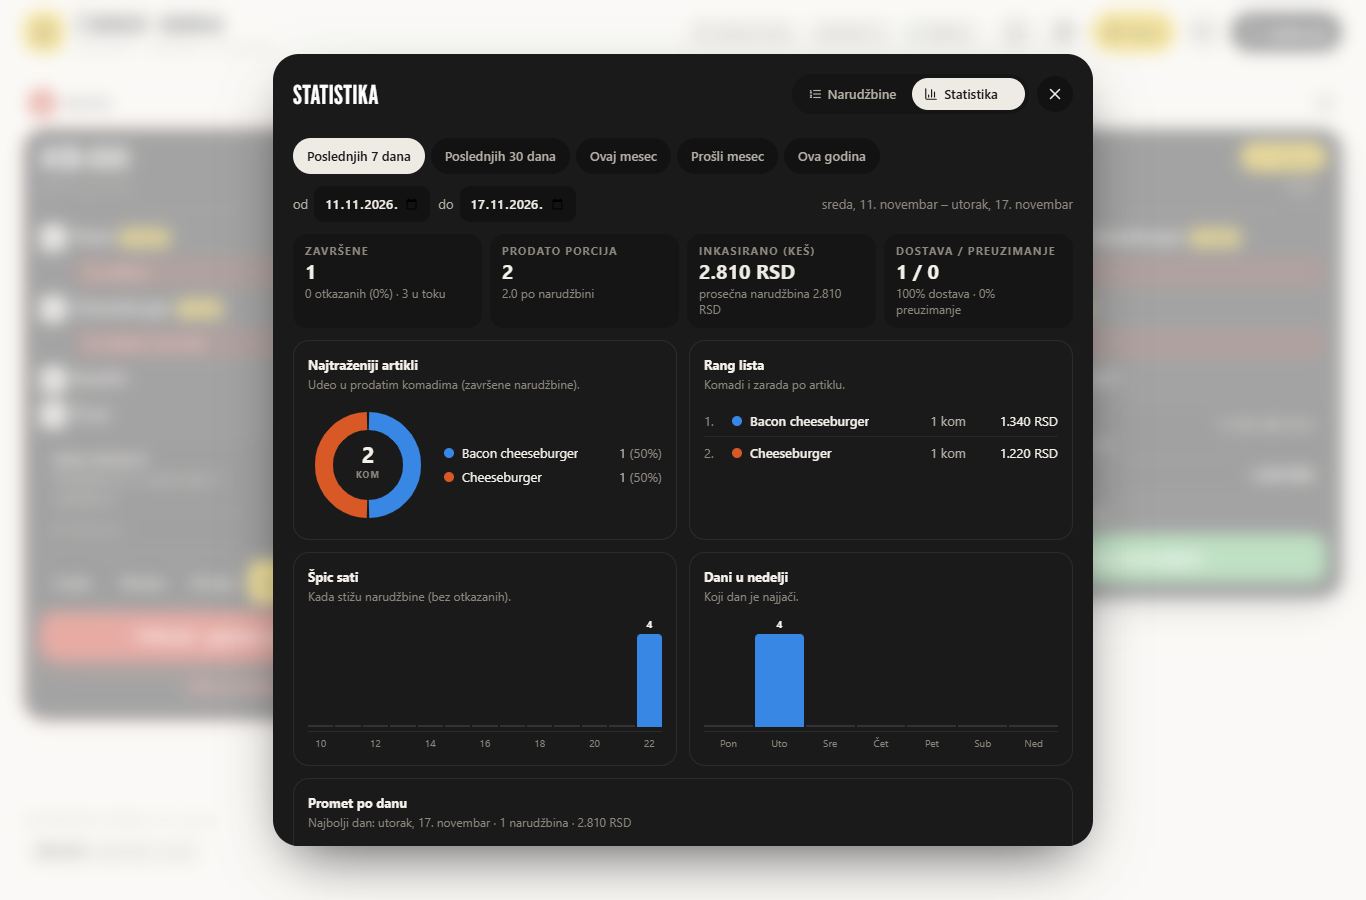 STATISTIKA
Narudžbine
Statistika
Poslednjih 7 dana
Poslednjih 30 dana
Ovaj mesec
Prošli mesec
Ova godina
od 11.11.2026. do 17.11.2026.
sreda, 11. novembar – utorak, 17. novembar
ZAVRŠENE
1
0 otkazanih (0%) · 3 u toku
PRODATO PORCIJA
2
2.0 po narudžbini
INKASIRANO (KEŠ)
2.810 RSD
prosečna narudžbina 2.810
RSD
DOSTAVA / PREUZIMANJE
1 / 0
100% dostava · 0%
preuzimanje
Najtraženiji artikli
Udeo u prodatim komadima (završene narudžbine).
2
KOM
Bacon cheeseburger 1 (50%)
Cheeseburger 1 (50%)
Rang lista
Komadi i zarada po artiklu.
1. Bacon cheeseburger 1 kom 1.340 RSD
2. Cheeseburger 1 kom 1.220 RSD
Špic sati
Kada stižu narudžbine (bez otkazanih).
4
10 12 14 16 18 20 22
Dani u nedelji
Koji dan je najjači.
4
Pon Uto Sre Čet Pet Sub Ned
Promet po danu
Najbolji dan: utorak, 17. novembar · 1 narudžbina · 2.810 RSD